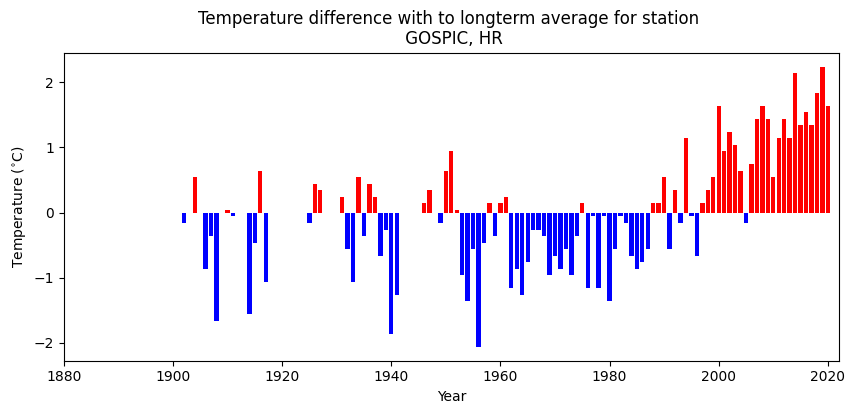 Temperature difference with to longterm average for station
GOSPIC, HR
Temperature (°C)
2
1
0
−1
−2
1880 1900 1920 1940 1960 1980 2000 2020
Year